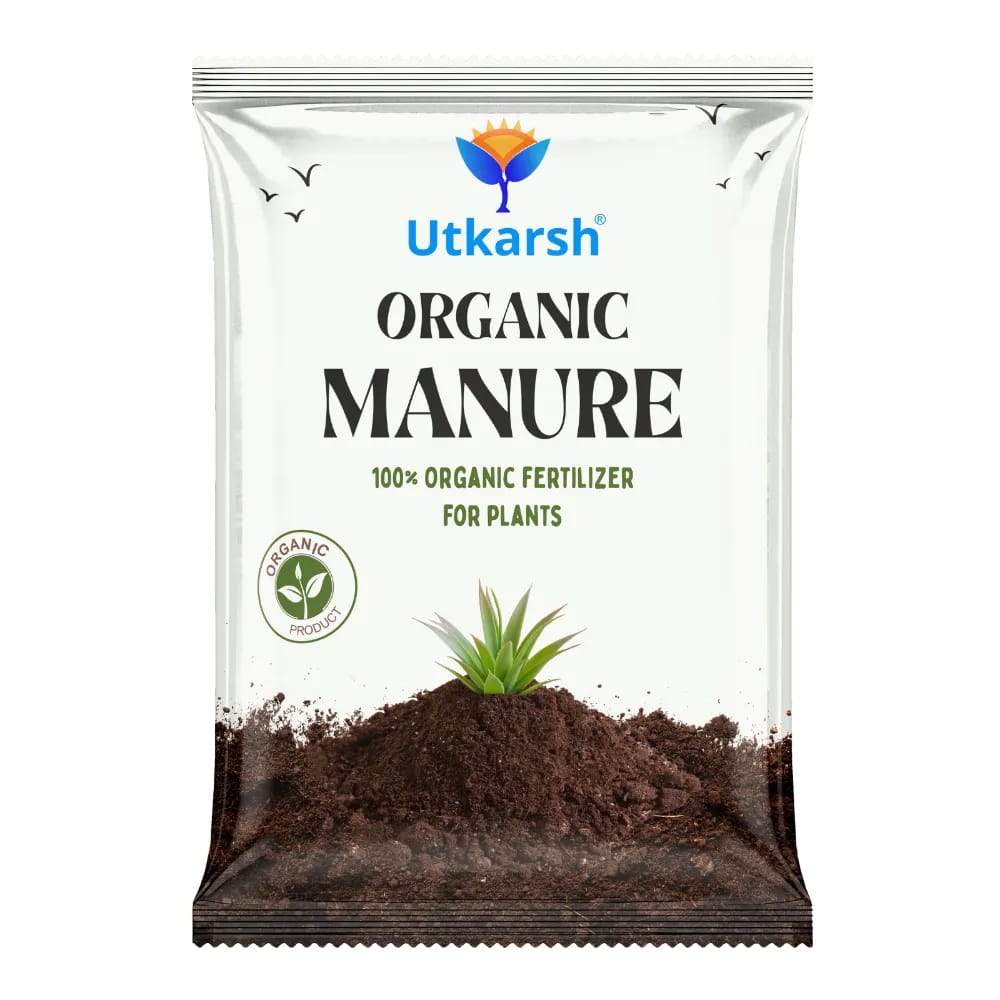 Utkarsh®
ORGANIC
MANURE
100% ORGANIC FERTILIZER
FOR PLANTS
ORGANIC
PRODUCT